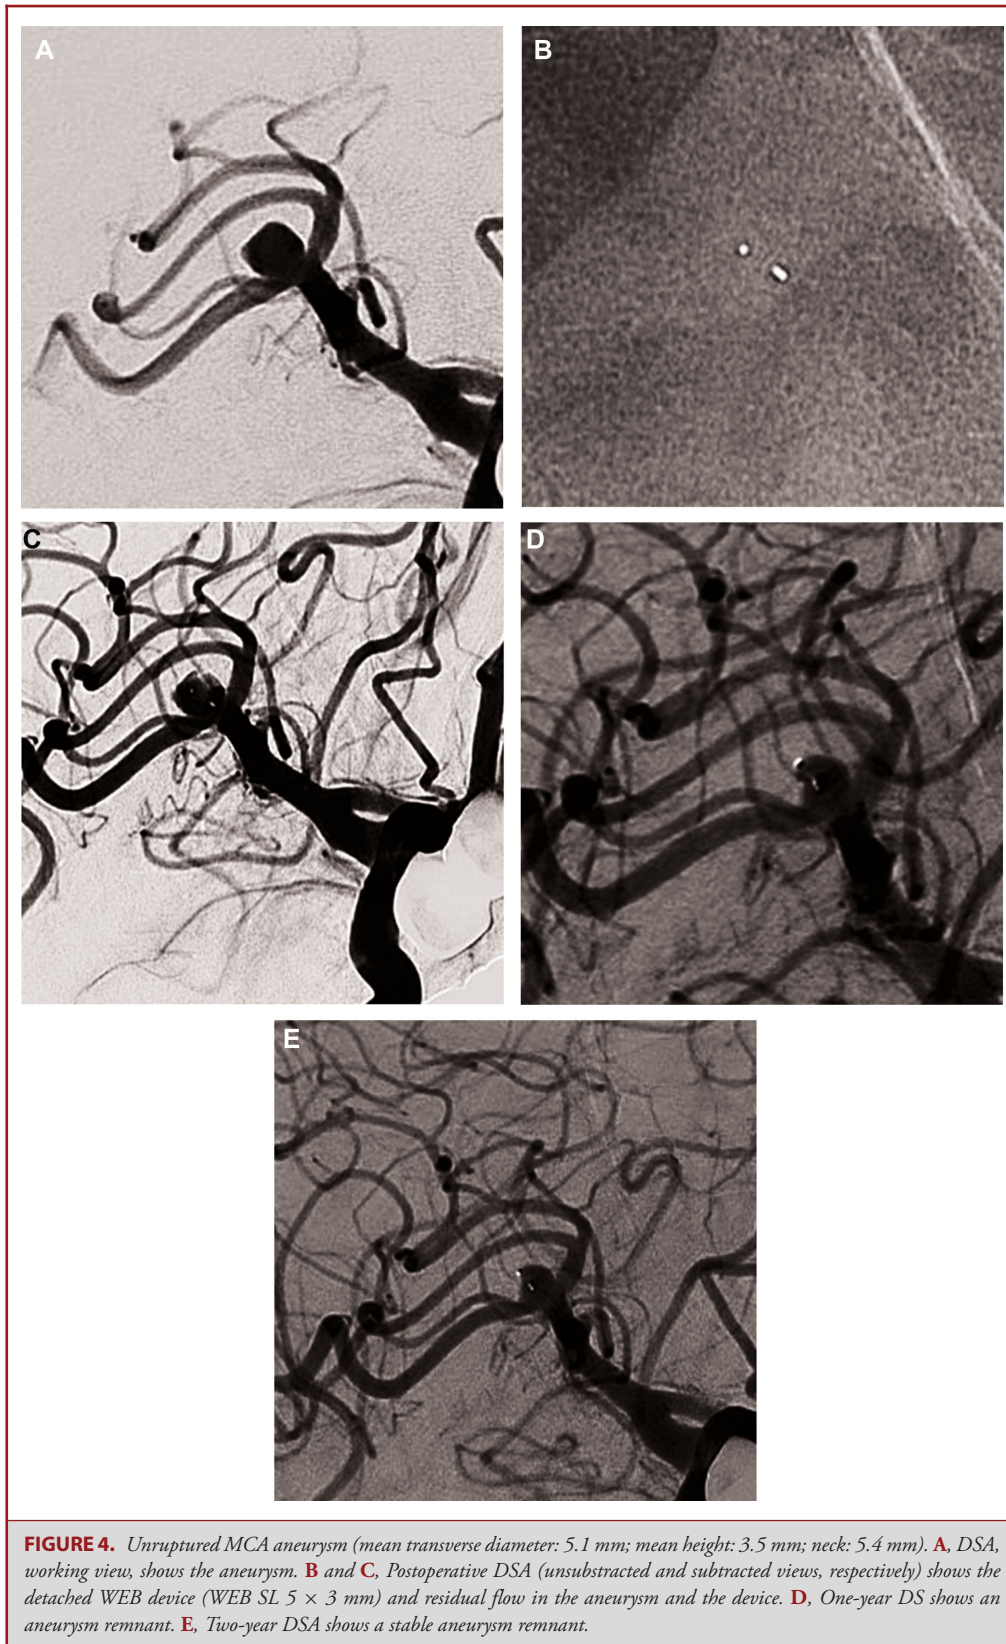 A
B
C
D
E
FIGURE 4. Unruptured MCA aneurysm (mean transverse diameter: 5.1 mm; mean height: 3.5 mm; neck: 5.4 mm). A, DSA,
working view, shows the aneurysm. B and C, Postoperative DSA (unsubstracted and subtracted views, respectively) shows the
detached WEB device (WEB SL 5 × 3 mm) and residual flow in the aneurysm and the device. D, One-year DS shows an
aneurysm remnant. E, Two-year DSA shows a stable aneurysm remnant.